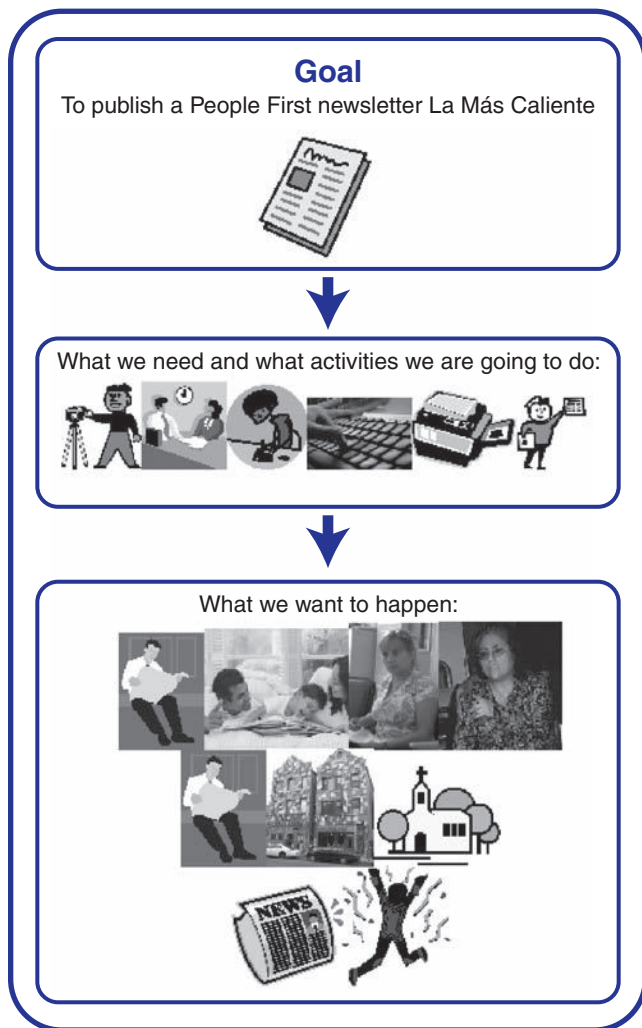 Goal
To publish a People First newsletter La Más Caliente
What we need and what activities we are going to do:
What we want to happen:
NEWS